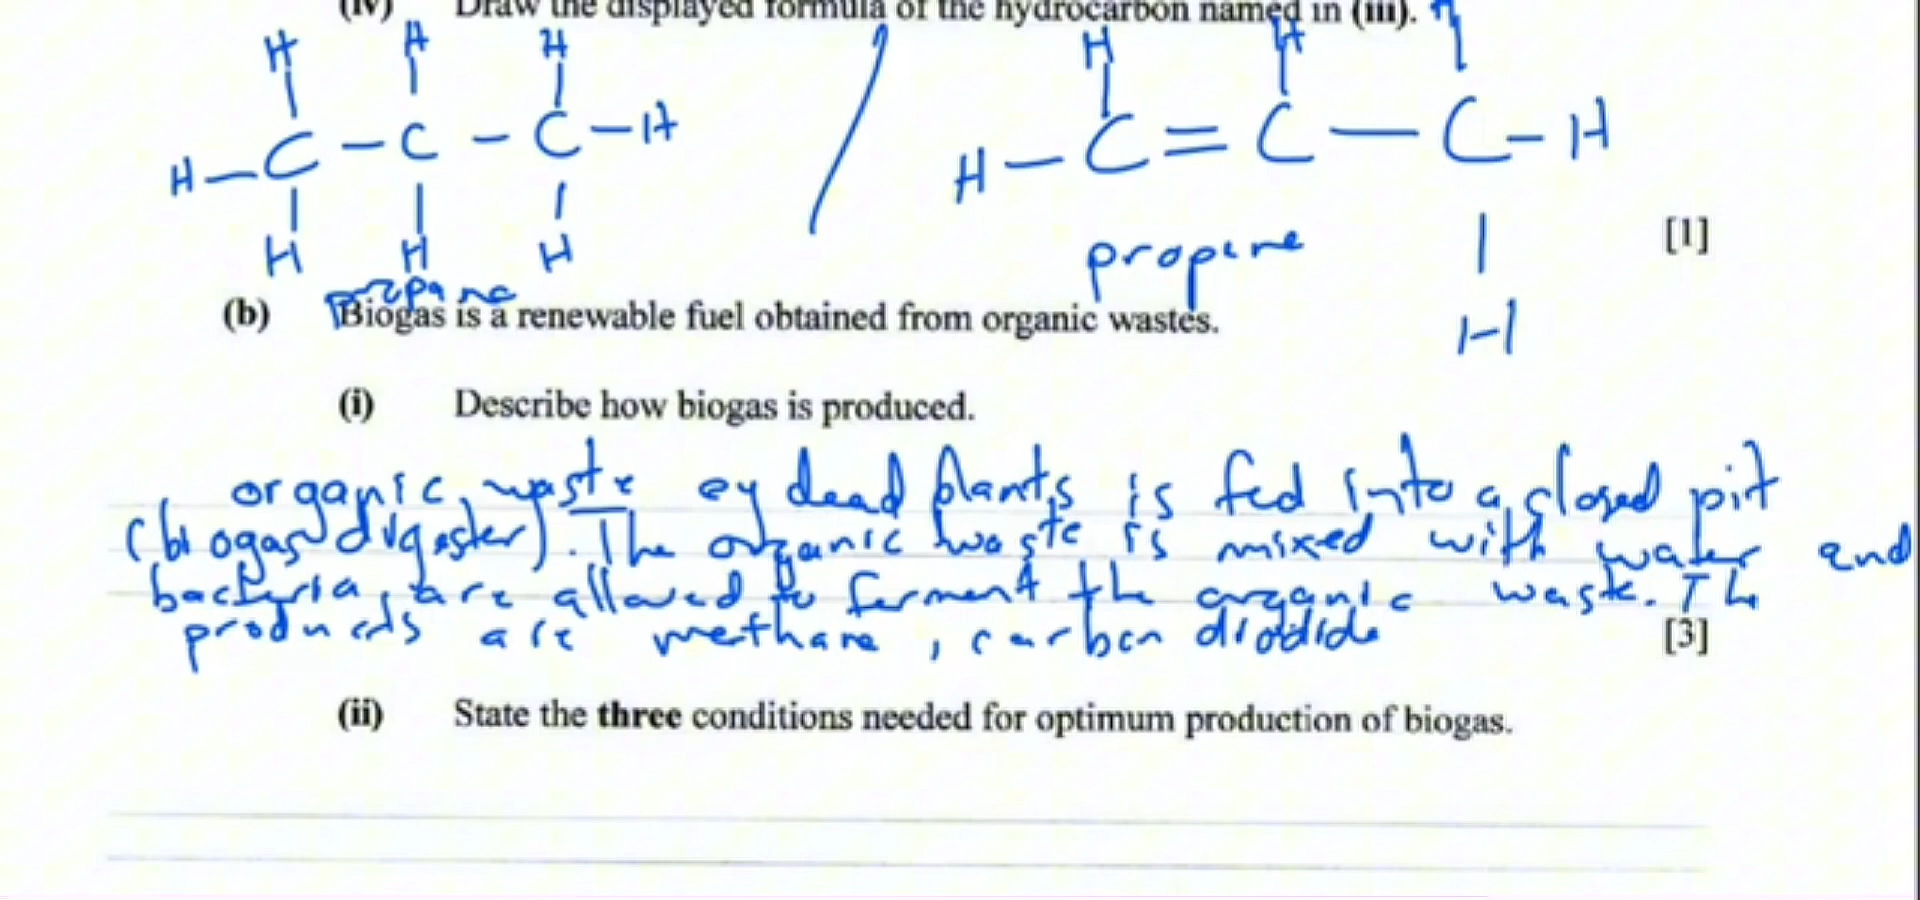 (iv) Draw the displayed formula of the hydrocarbon named in (iii).
H H H H H H
H-C-C-C-H / H-C=C-C-H
H H H propene H [1]
propane
(b) Biogas is a renewable fuel obtained from organic wastes.
(i) Describe how biogas is produced.
organic waste eg dead plants is fed into a closed pit
(biogas digester). The organic waste is mixed with water and
bacteria are allowed to ferment the organic waste. The
products are methane, carbon dioxide [3]
(ii) State the three conditions needed for optimum production of biogas.